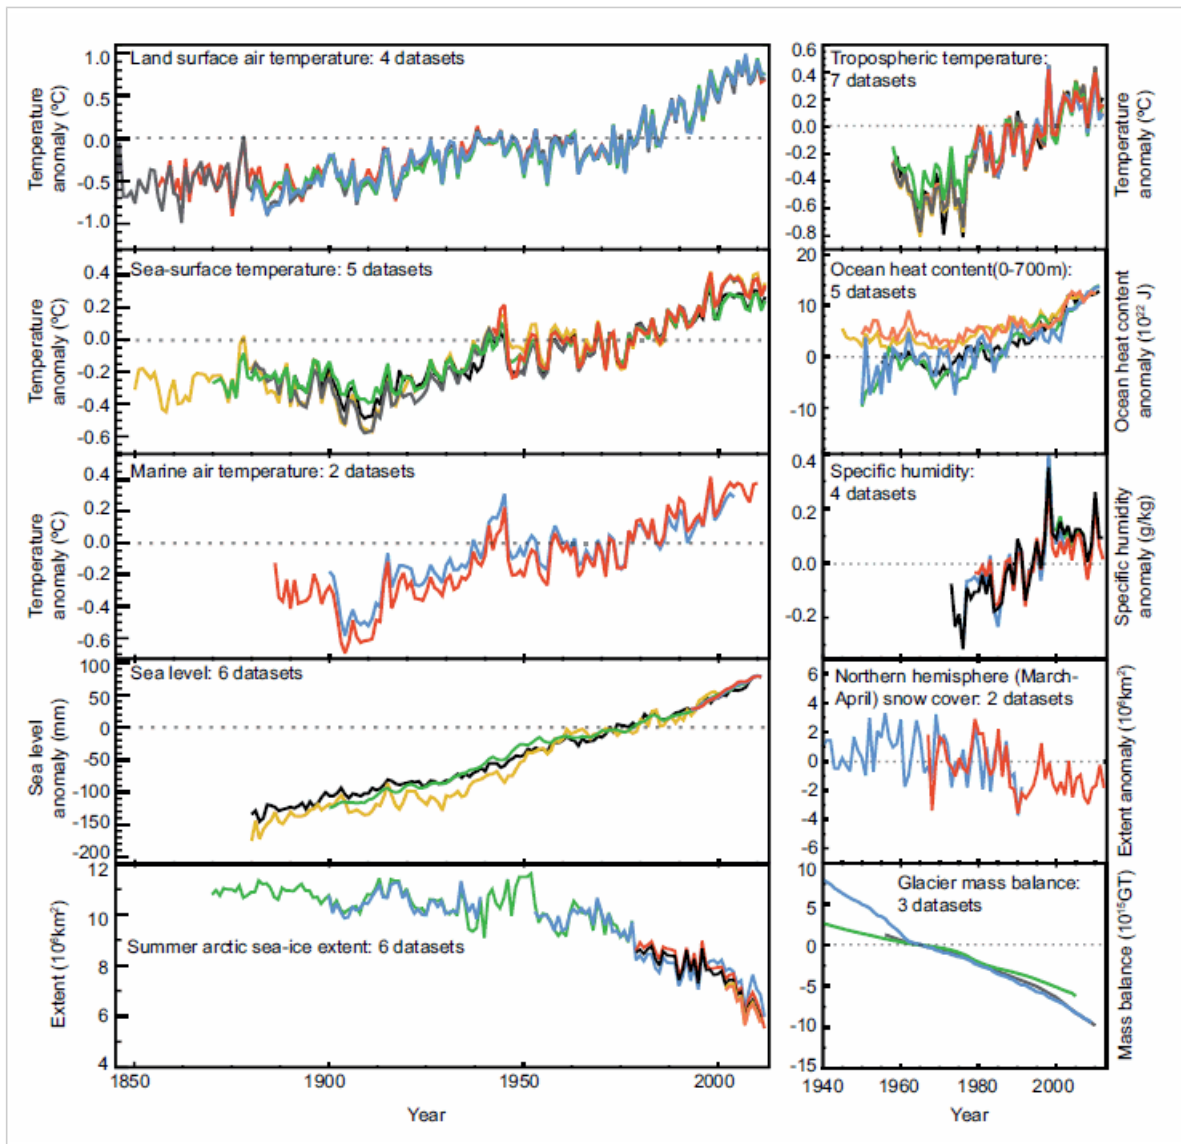 Land surface air temperature: 4 datasets
1.0
0.5
0.0
-0.5
-1.0
Temperature
anomaly (ºC)
Sea-surface temperature: 5 datasets
0.4
0.2
0.0
-0.2
-0.4
-0.6
Temperature
anomaly (ºC)
Marine air temperature: 2 datasets
0.4
0.2
0.0
-0.2
-0.4
-0.6
Temperature
anomaly (ºC)
Sea level: 6 datasets
100
50
0
-50
-100
-150
-200
Sea level
anomaly (mm)
Summer arctic sea-ice extent: 6 datasets
12
10
8
6
4
Extent (10⁶km²)
1850
1900
1950
2000
Year
Tropospheric temperature:
7 datasets
0.6
0.4
0.2
0.0
-0.2
-0.4
-0.6
-0.8
Temperature
anomaly (ºC)
Ocean heat content(0-700m):
5 datasets
20
10
0
-10
Ocean heat content
anomaly (10²² J)
Specific humidity:
4 datasets
0.4
0.2
0.0
-0.2
Specific humidity
anomaly (g/kg)
Northern hemisphere (March-
April) snow cover: 2 datasets
6
4
2
0
-2
-4
-6
Extent anomaly (10⁶km²)
Glacier mass balance:
3 datasets
10
5
0
-5
-10
-15
Mass balance (10¹⁵GT)
1940
1960
1980
2000
Year